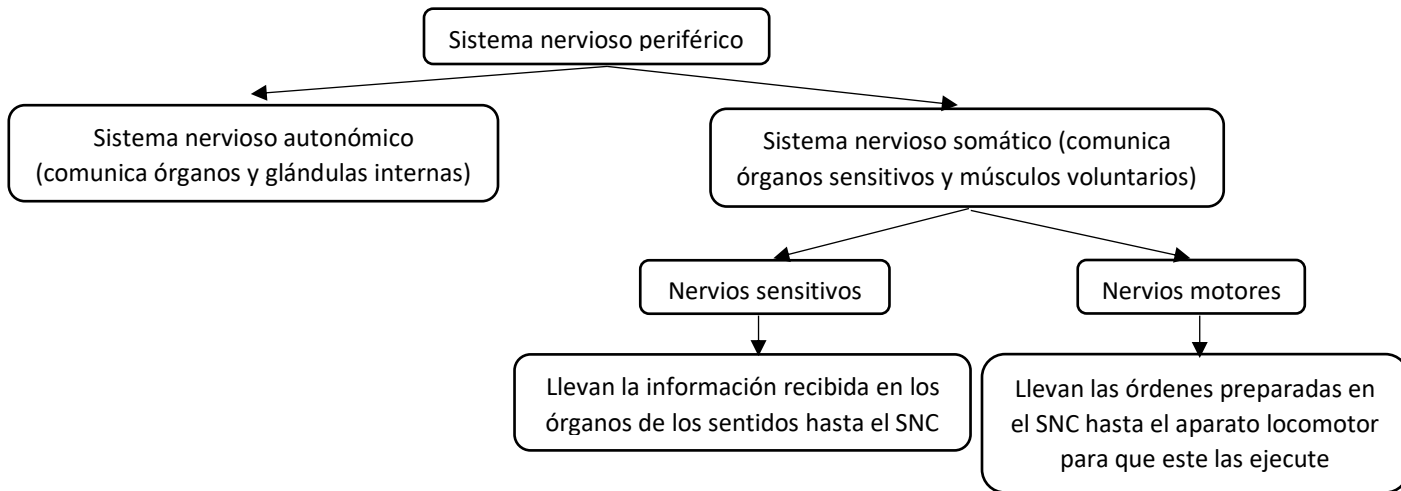 Sistema nervioso periférico
Sistema nervioso autonómico
(comunica órganos y glándulas internas)
Sistema nervioso somático (comunica
órganos sensitivos y músculos voluntarios)
Nervios sensitivos
Nervios motores
Llevan la información recibida en los
órganos de los sentidos hasta el SNC
Llevan las órdenes preparadas en
el SNC hasta el aparato locomotor
para que este las ejecute